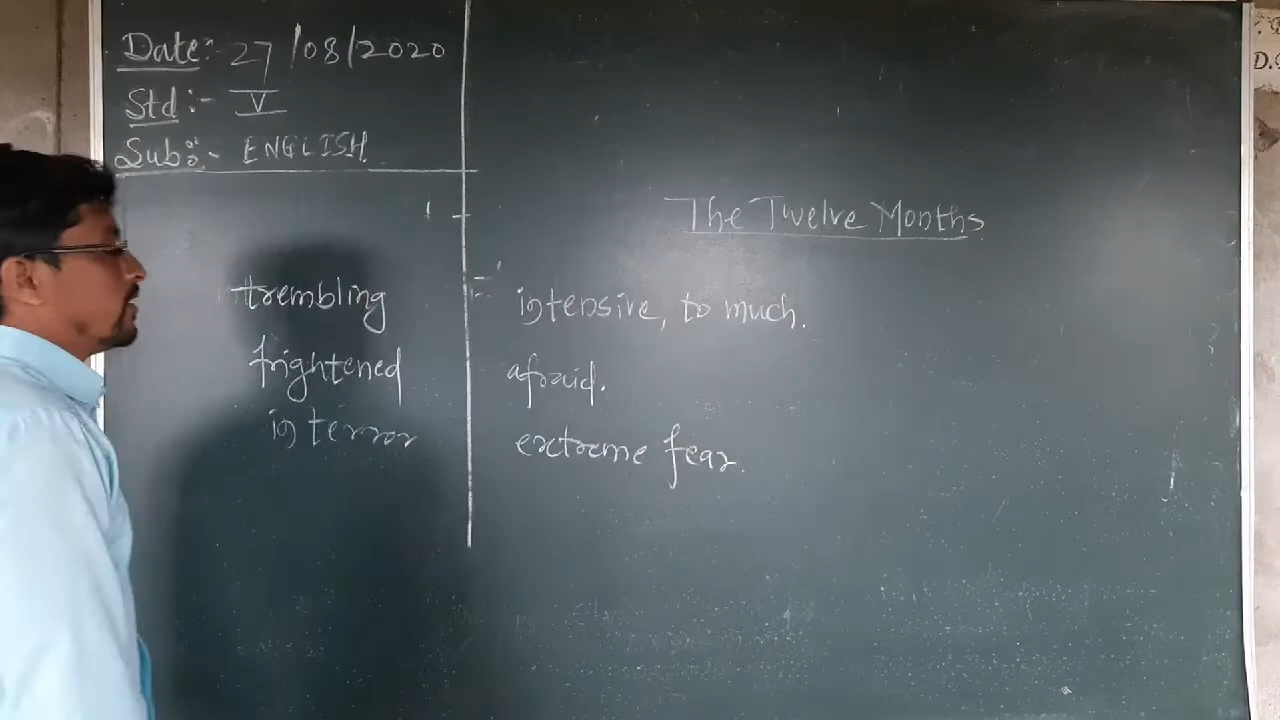 Date:- 27/08/2020
Std:- V
Sub:- ENGLISH
The Twelve Months
trembling intensive, to much.
frightened afraid.
in terror extreme fear.